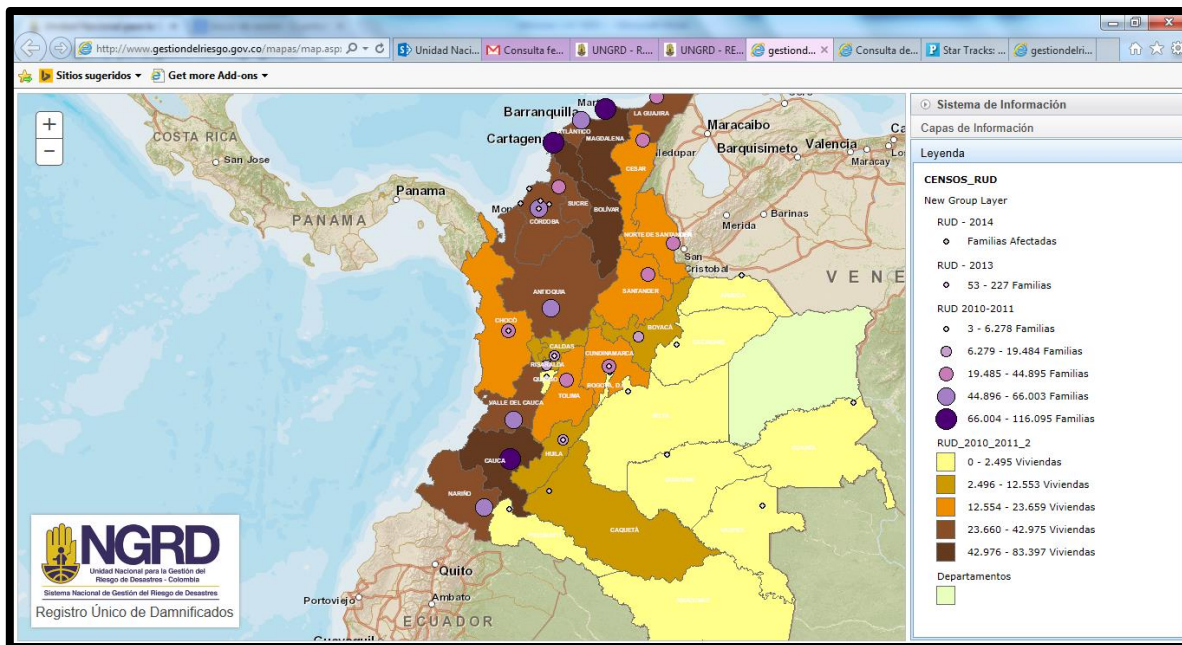 http://www.gestiondelriesgo.gov.co/mapas/map.asp:
Unidad Naci...
Consulta fe...
UNGRD - R....
UNGRD - RE...
gestiond...
Consulta de...
Star Tracks: ...
gestiondelri...
Sitios sugeridos
Get more Add-ons
+
−
COSTA RICA
San Jose
PANAMA
Panama
Barranquilla
Cartagen
Maracaibo
Barquisimeto
Valencia
Maracay
Barinas
Merida
San
Cristobal
VENE
LA GUAJIRA
ATLÁNTICO
MAGDALENA
CESAR
SUCRE
BOLÍVAR
CÓRDOBA
NORTE DE SANTANDER
ANTIOQUIA
SANTANDER
BOYACÁ
CHOCÓ
CALDAS
RISARALDA
CUNDINAMARCA
TOLIMA
VALLE DEL CAUCA
HUILA
CAUCA
NARIÑO
CAQUETÁ
Quito
Portoviejo
Ambato
ECUADOR
NGRD
Unidad Nacional para la Gestión del
Riesgo de Desastres - Colombia
Sistema Nacional de Gestión del Riesgo de Desastres
Registro Único de Damnificados
Sistema de Información
Capas de Información
Leyenda
CENSOS_RUD
New Group Layer
RUD - 2014
Familias Afectadas
RUD - 2013
53 - 227 Familias
RUD 2010-2011
3 - 6.278 Familias
6.279 - 19.484 Familias
19.485 - 44.895 Familias
44.896 - 66.003 Familias
66.004 - 116.095 Familias
RUD_2010_2011_2
0 - 2.495 Viviendas
2.496 - 12.553 Viviendas
12.554 - 23.659 Viviendas
23.660 - 42.975 Viviendas
42.976 - 83.397 Viviendas
Departamentos